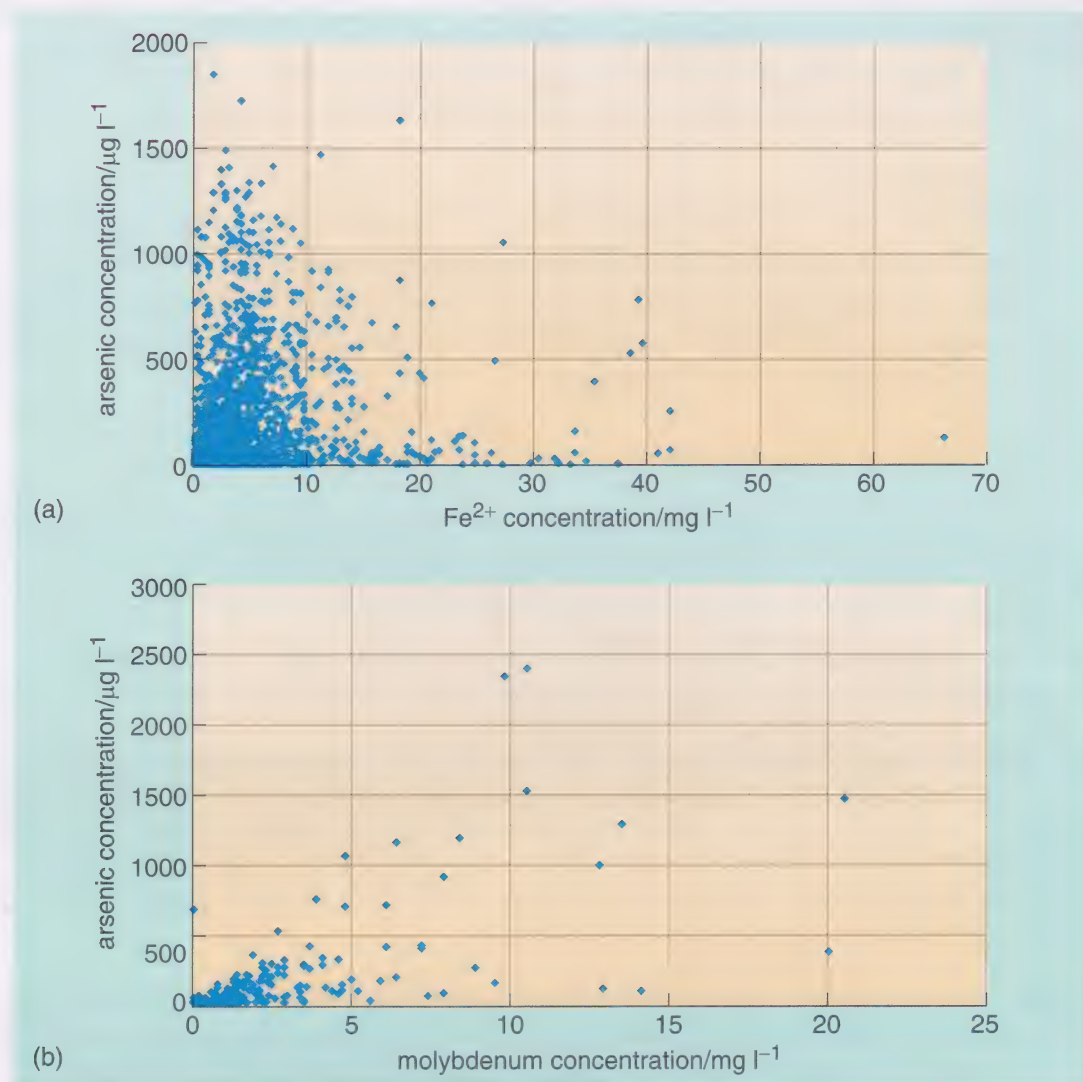 2000
1500
1000
500
0
arsenic concentration/µg l⁻¹
0 10 20 30 40 50 60 70
Fe²⁺ concentration/mg l⁻¹
(a)
3000
2500
2000
1500
1000
500
0
arsenic concentration/µg l⁻¹
0 5 10 15 20 25
molybdenum concentration/mg l⁻¹
(b)